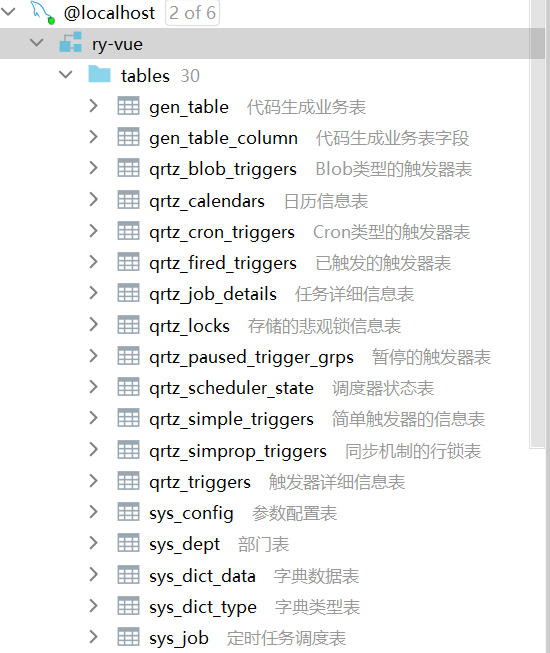 @localhost 2 of 6
ry-vue
tables 30
gen_table 代码生成业务表
gen_table_column 代码生成业务表字段
qrtz_blob_triggers Blob类型的触发器表
qrtz_calendars 日历信息表
qrtz_cron_triggers Cron类型的触发器表
qrtz_fired_triggers 已触发的触发器表
qrtz_job_details 任务详细信息表
qrtz_locks 存储的悲观锁信息表
qrtz_paused_trigger_grps 暂停的触发器表
qrtz_scheduler_state 调度器状态表
qrtz_simple_triggers 简单触发器的信息表
qrtz_simprop_triggers 同步机制的行锁表
qrtz_triggers 触发器详细信息表
sys_config 参数配置表
sys_dept 部门表
sys_dict_data 字典数据表
sys_dict_type 字典类型表
sys_job 定时任务调度表